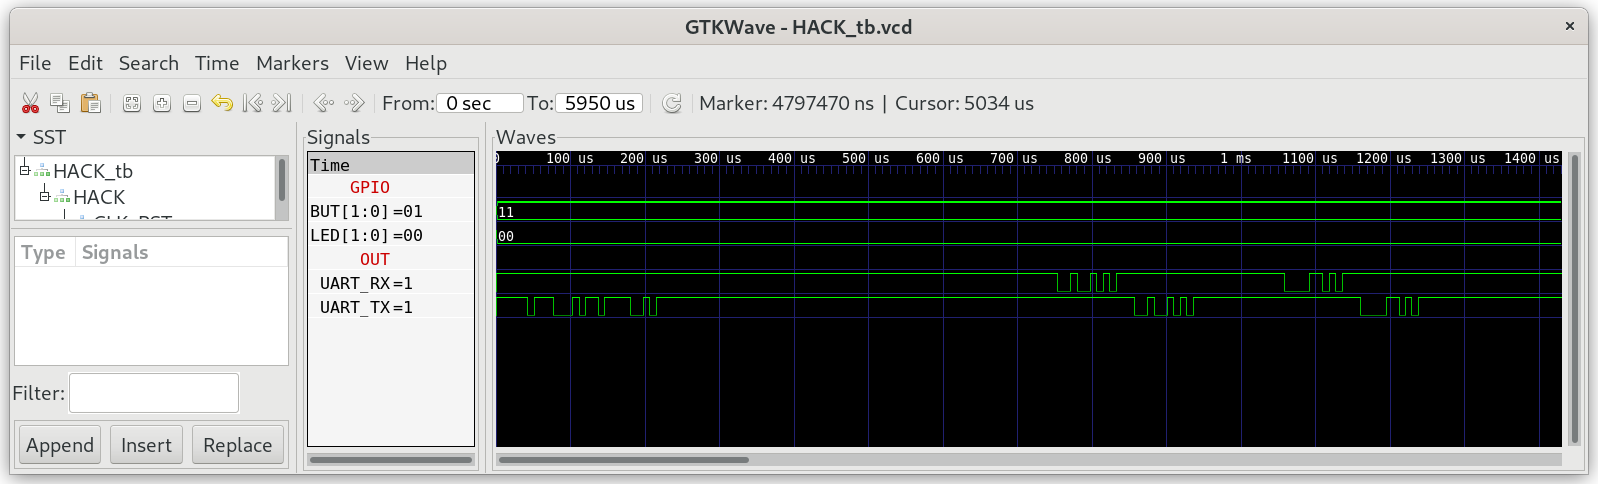 GTKWave - HACK_tb.vcd
×
File Edit Search Time Markers View Help
From: 0 sec To: 5950 us Marker: 4797470 ns | Cursor: 5034 us
SST
HACK_tb
HACK
CLK_RST
Type Signals
Filter:
Append Insert Replace
Signals
Time
GPIO
BUT[1:0]=01
LED[1:0]=00
OUT
UART_RX=1
UART_TX=1
Waves
0 100 us 200 us 300 us 400 us 500 us 600 us 700 us 800 us 900 us 1 ms 1100 us 1200 us 1300 us 1400 us
11
00